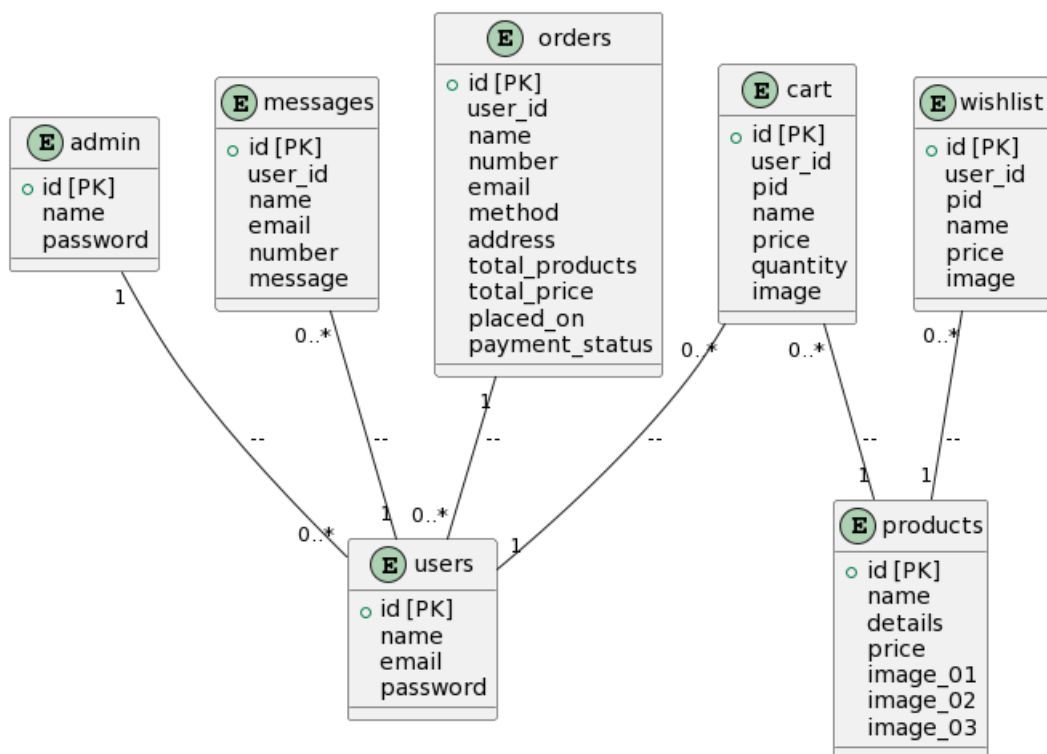 E admin
id [PK]
name
password
E messages
id [PK]
user_id
name
email
number
message
E orders
id [PK]
user_id
name
number
email
method
address
total_products
total_price
placed_on
payment_status
E cart
id [PK]
user_id
pid
name
price
quantity
image
E wishlist
id [PK]
user_id
pid
name
price
image
1
0..*
1
0..*
0..*
0..*
--
--
--
--
--
--
0..*
1
0..*
1
1
1
E users
id [PK]
name
email
password
E products
id [PK]
name
details
price
image_01
image_02
image_03